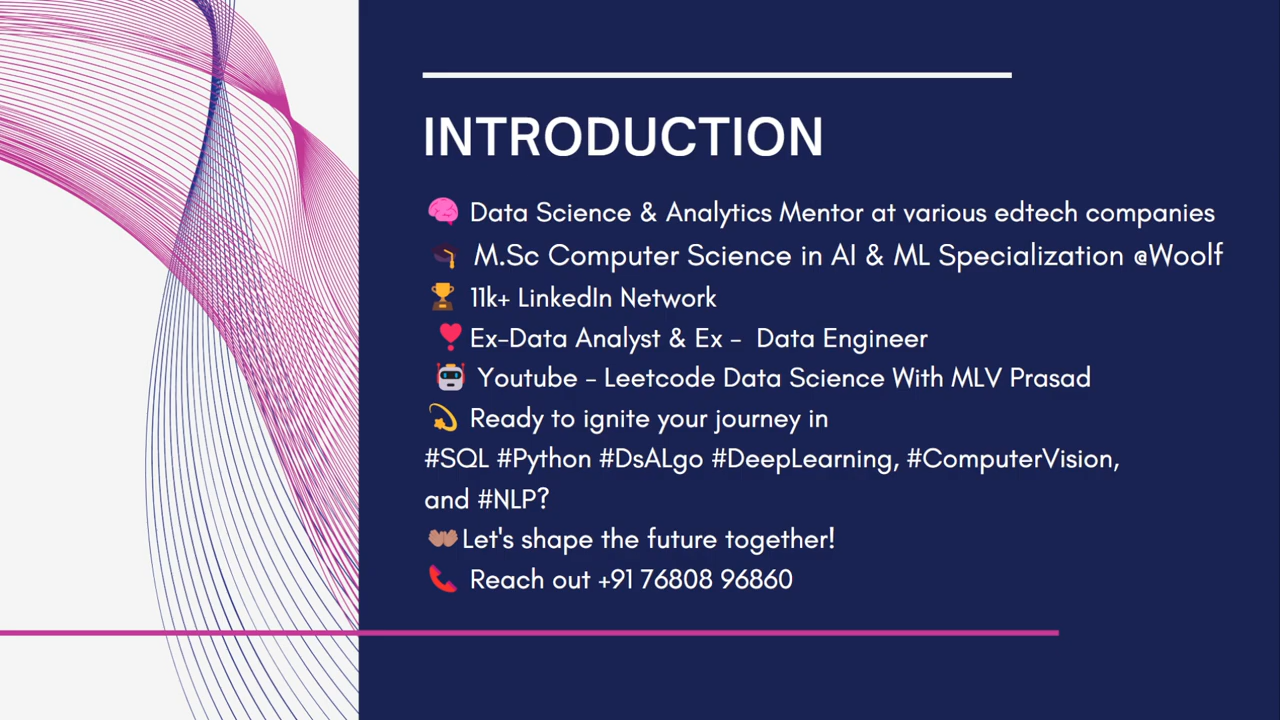 INTRODUCTION
🧠 Data Science & Analytics Mentor at various edtech companies
🎓 M.Sc Computer Science in AI & ML Specialization @Woolf
🏆 11k+ LinkedIn Network
❣️Ex-Data Analyst & Ex - Data Engineer
🤖 Youtube - Leetcode Data Science With MLV Prasad
💫 Ready to ignite your journey in
#SQL #Python #DsALgo #DeepLearning, #ComputerVision,
and #NLP?
👐🏽Let's shape the future together!
📞 Reach out +91 76808 96860